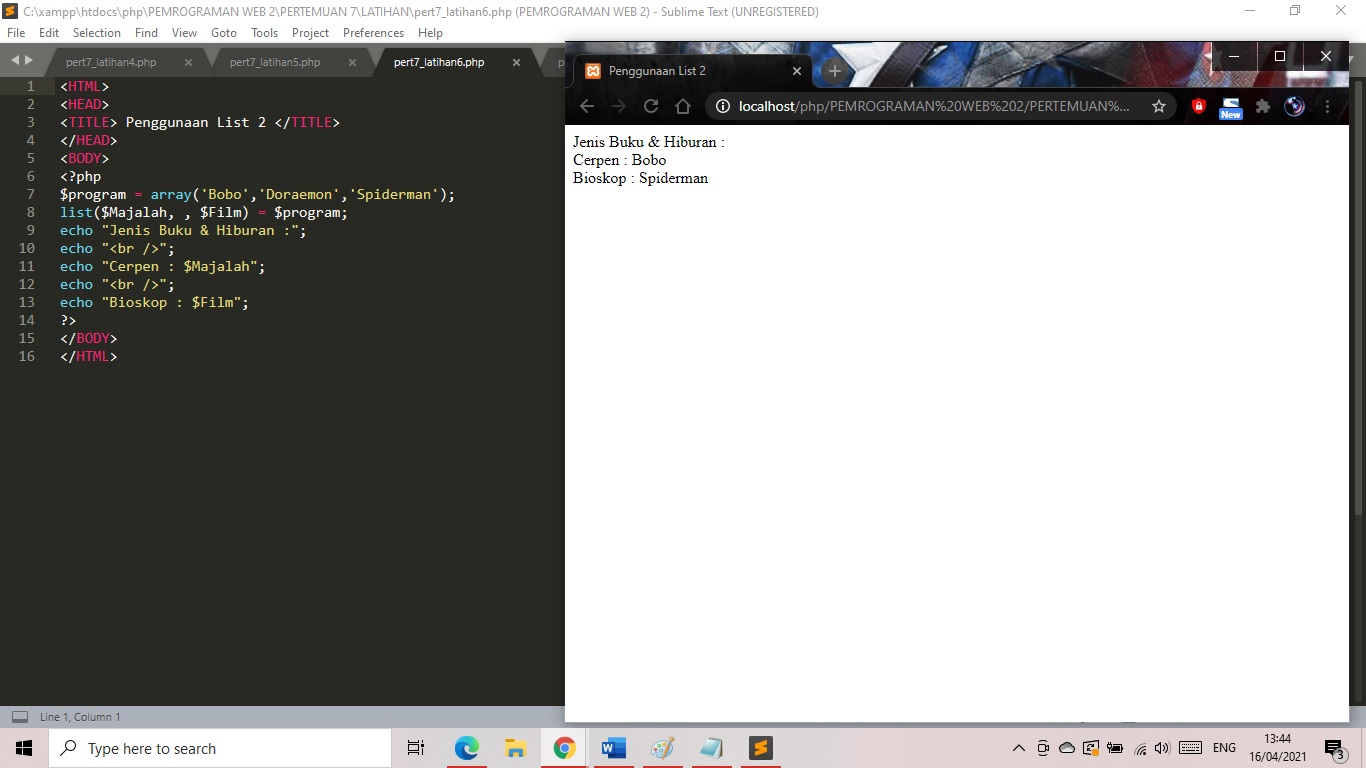 C:\xampp\htdocs\php\PEMROGRAMAN WEB 2\PERTEMUAN 7\LATIHAN\pert7_latihan6.php (PEMROGRAMAN WEB 2) - Sublime Text (UNREGISTERED)
File Edit Selection Find View Goto Tools Project Preferences Help
pert7_latihan4.php
pert7_latihan5.php
pert7_latihan6.php
1 <HTML>
2 <HEAD>
3 <TITLE> Penggunaan List 2 </TITLE>
4 </HEAD>
5 <BODY>
6 <?php
7 $program = array('Bobo','Doraemon','Spiderman');
8 list($Majalah, , $Film) = $program;
9 echo "Jenis Buku & Hiburan :";
10 echo "<br />";
11 echo "Cerpen : $Majalah";
12 echo "<br />";
13 echo "Bioskop : $Film";
14 ?>
15 </BODY>
16 </HTML>
Penggunaan List 2
localhost/php/PEMROGRAMAN%20WEB%202/PERTEMUAN%...
New
Jenis Buku & Hiburan :
Cerpen : Bobo
Bioskop : Spiderman
Line 1, Column 1
Type here to search
ENG
13:44
16/04/2021
3